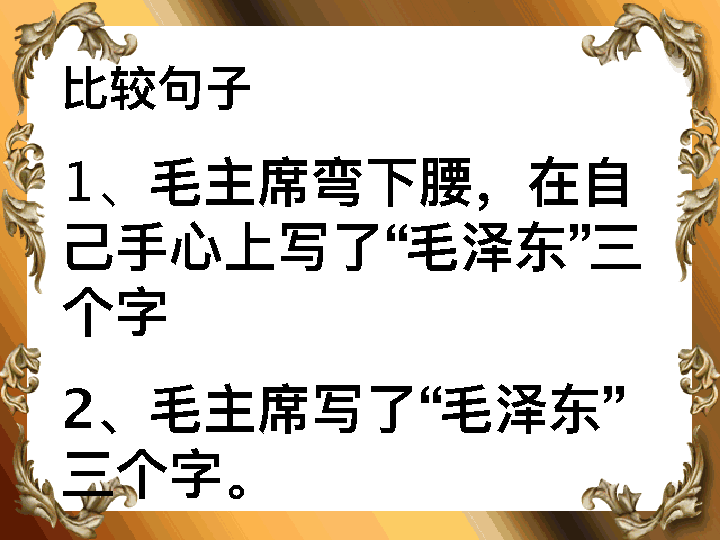 比较句子
1、毛主席弯下腰，在自
己手心上写了“毛泽东”三
个字
2、毛主席写了“毛泽东”
三个字。